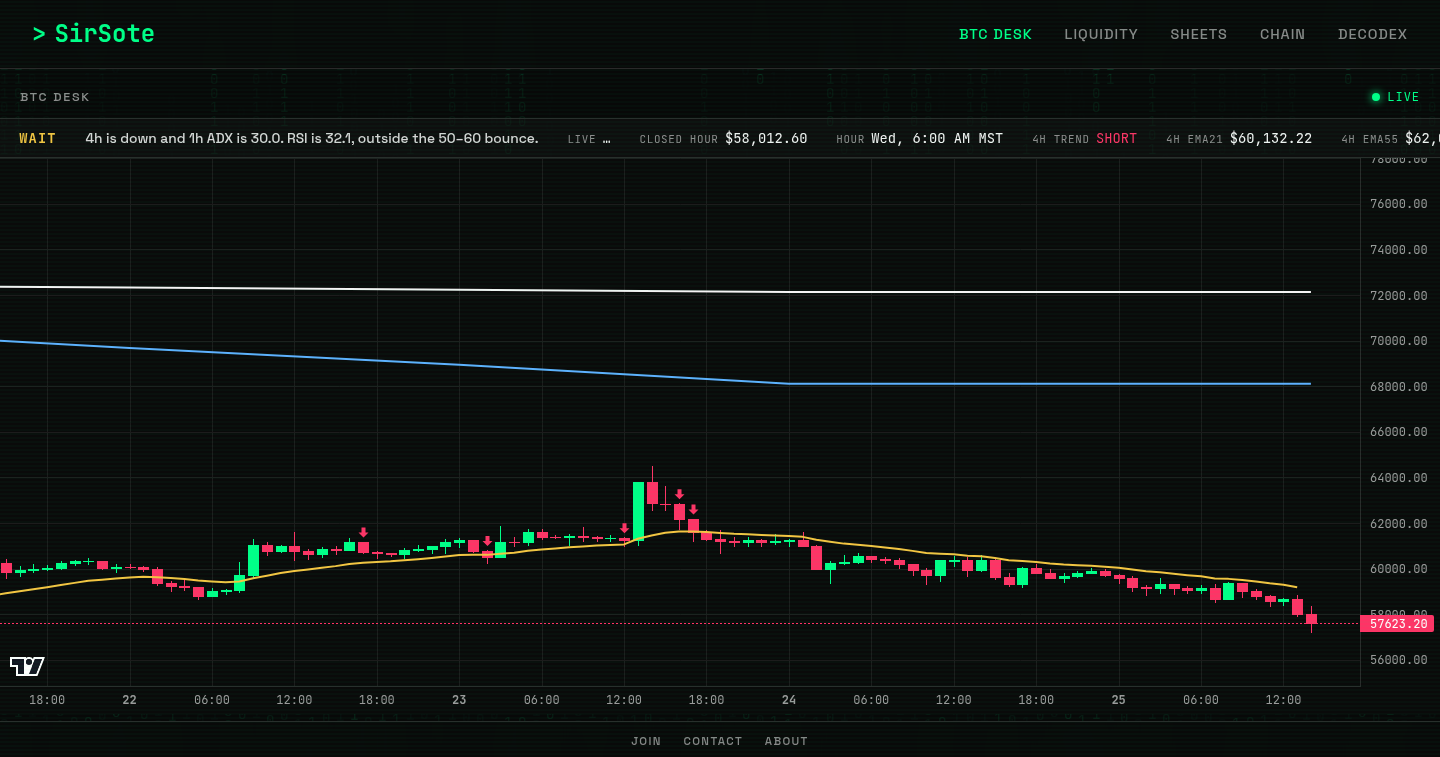 > SirSote
BTC DESK LIQUIDITY SHEETS CHAIN DECODEX
BTC DESK
LIVE
WAIT 4h is down and 1h ADX is 30.0. RSI is 32.1, outside the 50–60 bounce. LIVE … CLOSED HOUR $58,012.60 HOUR Wed, 6:00 AM MST 4H TREND SHORT 4H EMA21 $60,132.22 4H EMA55
78000.00
76000.00
74000.00
72000.00
70000.00
68000.00
66000.00
64000.00
62000.00
60000.00
58000.00
57623.20
56000.00
18:00 22 06:00 12:00 18:00 23 06:00 12:00 18:00 24 06:00 12:00 18:00 25 06:00 12:00
JOIN CONTACT ABOUT